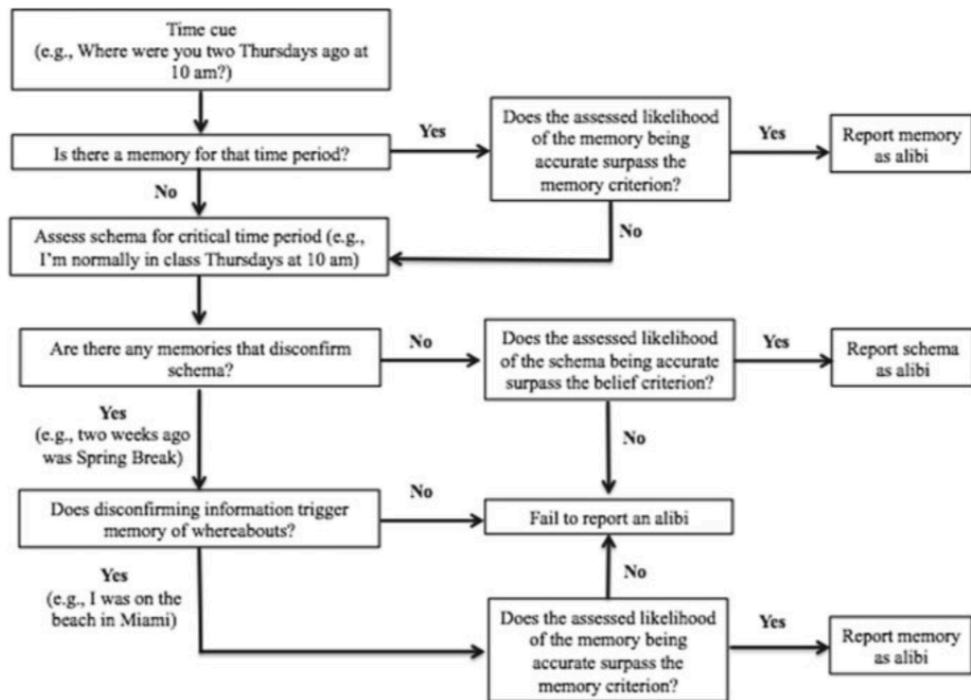 Time cue
(e.g., Where were you two Thursdays ago at
10 am?)
Is there a memory for that time period?
Yes
Does the assessed likelihood
of the memory being
accurate surpass the
memory criterion?
Yes
Report memory
as alibi
No
No
Assess schema for critical time period (e.g.,
I'm normally in class Thursdays at 10 am)
Are there any memories that disconfirm
schema?
No
Does the assessed likelihood
of the schema being accurate
surpass the belief criterion?
Yes
Report schema
as alibi
Yes
(e.g., two weeks ago
was Spring Break)
No
Does disconfirming information trigger
memory of whereabouts?
No
Fail to report an alibi
Yes
(e.g., I was on the
beach in Miami)
No
Does the assessed likelihood
of the memory being
accurate surpass the
memory criterion?
Yes
Report memory
as alibi